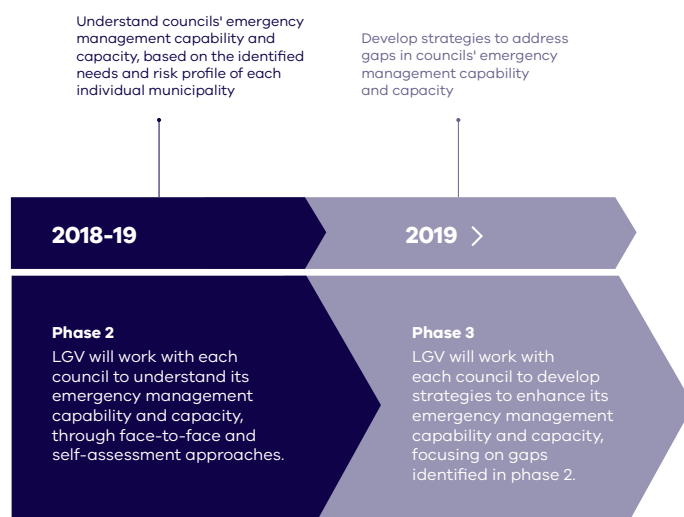 Understand councils' emergency
management capability and
capacity, based on the identified
needs and risk profile of each
individual municipality
Develop strategies to address
gaps in councils' emergency
management capability
and capacity
2018-19
2019
Phase 2
LGV will work with each
council to understand its
emergency management
capability and capacity,
through face-to-face and
self-assessment approaches.
Phase 3
LGV will work with
each council to develop
strategies to enhance its
emergency management
capability and capacity,
focusing on gaps
identified in phase 2.